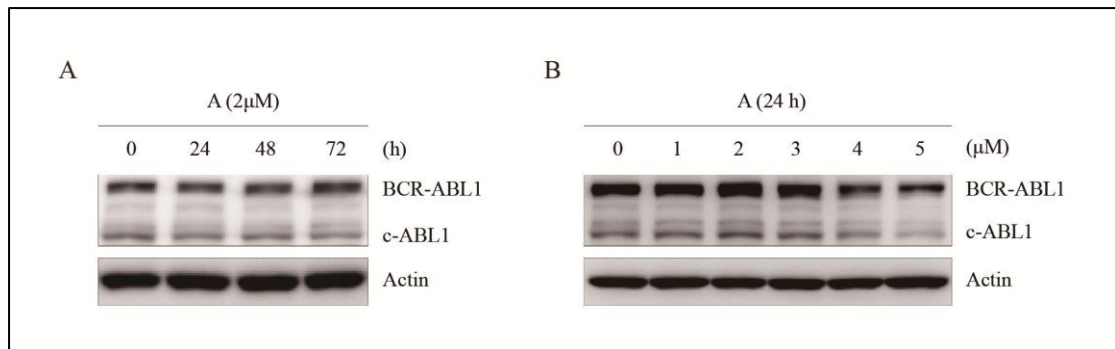 A
A (2μM)
0 24 48 72 (h)
BCR-ABL1
c-ABL1
Actin
B
A (24 h)
0 1 2 3 4 5 (μM)
BCR-ABL1
c-ABL1
Actin